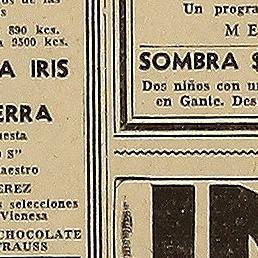 890 kcs.
9500 kcs.
A IRIS
ERRA
uesta
S"
aestro
EREZ
s selecciones
Vienesa
CHOCOLATE
TRAUSS
Un progra
M E
SOMBRA $
Dos niños con un
en Gante. Des